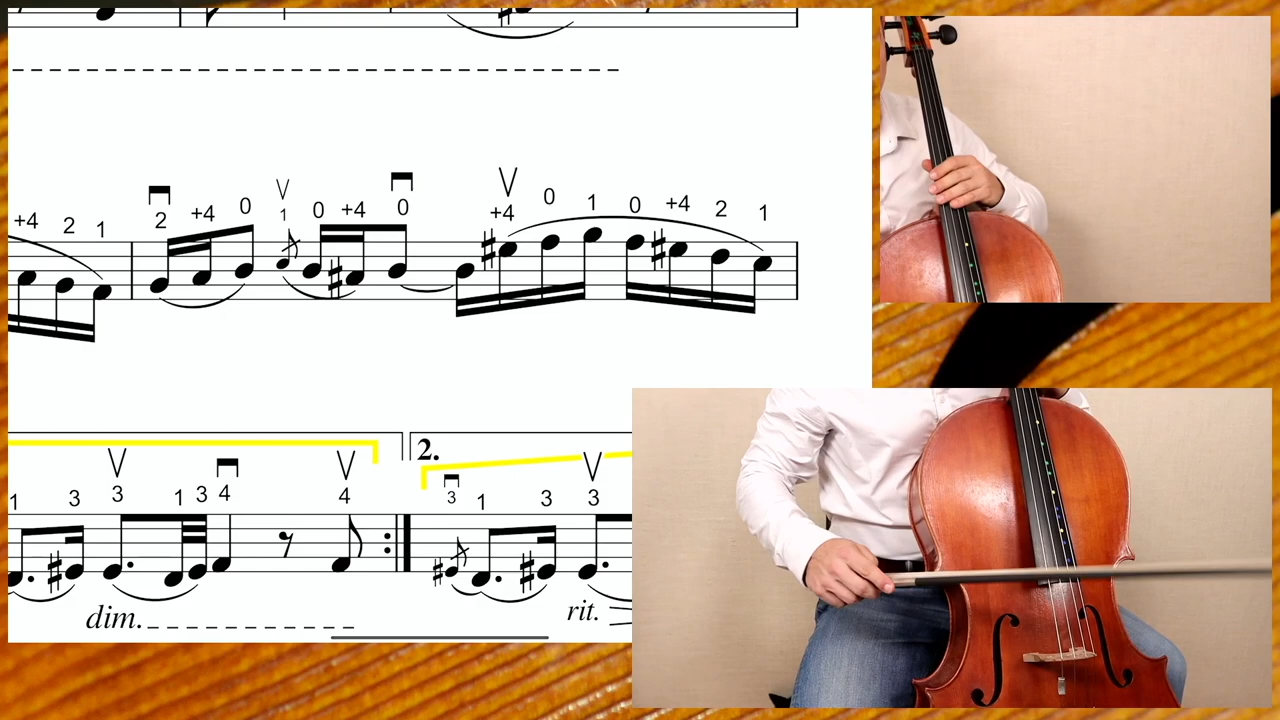 +4 2 1 2 +4 0 1 0 +4 0 +4 0 1 0 +4 2 1
2.
1 3 3 1 3 4 4 3 1 3 3
dim.
rit.